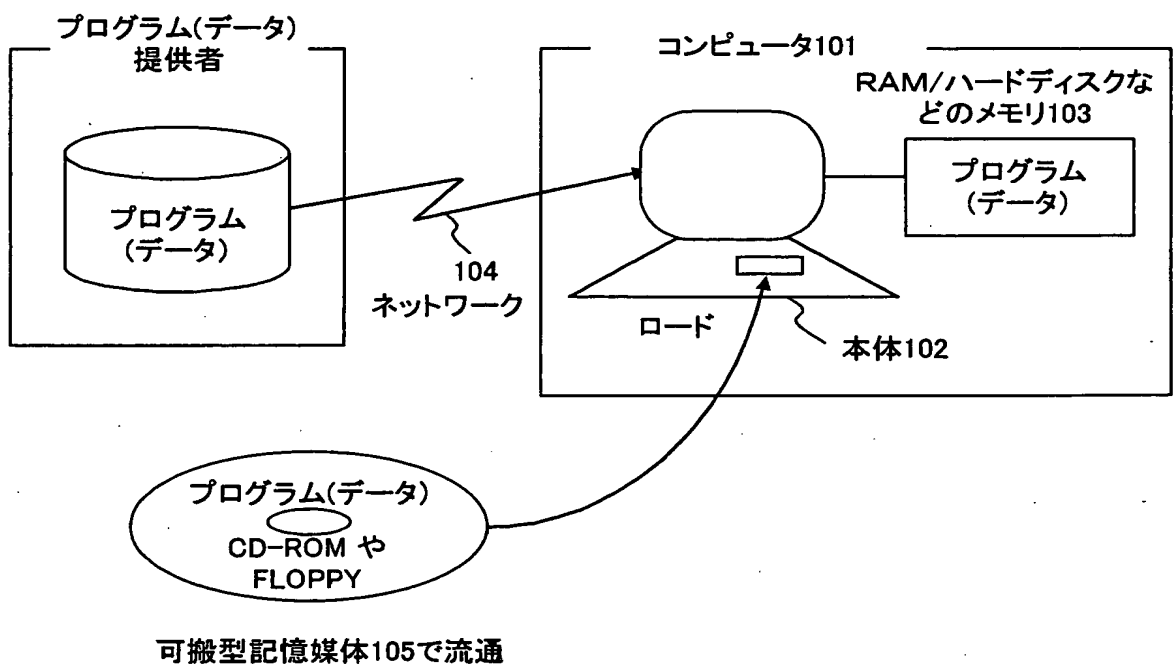 プログラム(データ)
提供者
プログラム
(データ)
104
ネットワーク
コンピュータ101
RAM/ハードディスクな
どのメモリ103
プログラム
(データ)
ロード
本体102
プログラム(データ)
CD-ROM や
FLOPPY
可搬型記憶媒体105で流通